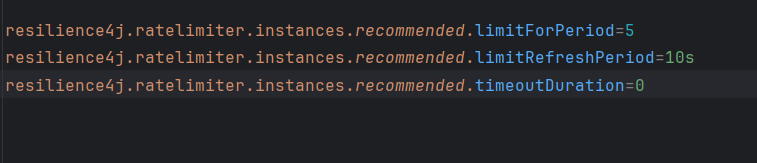 resilience4j.ratelimiter.instances.recommended.limitForPeriod=5
resilience4j.ratelimiter.instances.recommended.limitRefreshPeriod=10s
resilience4j.ratelimiter.instances.recommended.timeoutDuration=0